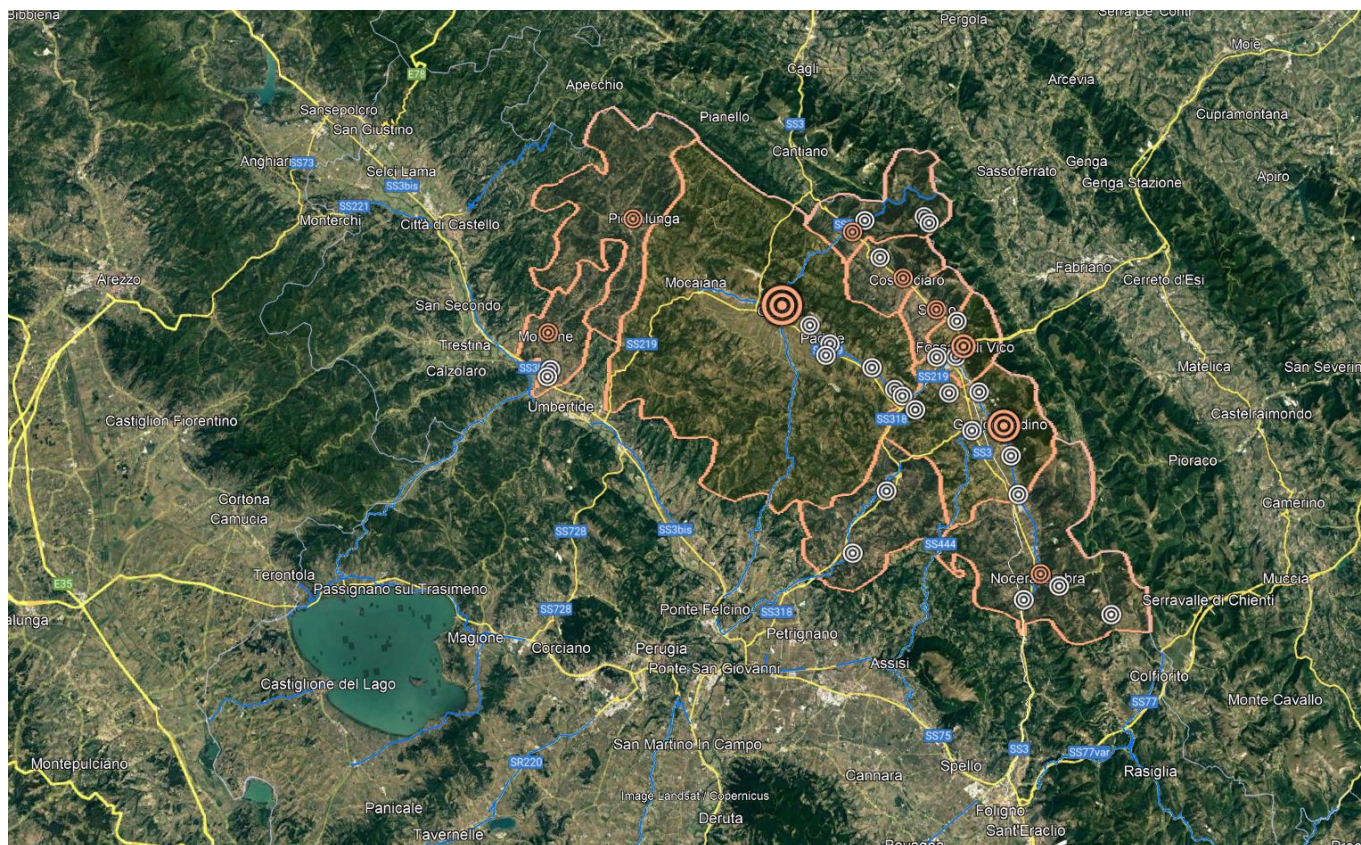 Bibbiena
Pergola
Serra De' Conti
Moie
Cagli
E78
Apecchio
Arcevia
Sansepolcro
Pianello
SS3
Cupramontana
San Giustino
Cantiano
Anghiari
SS73
Selci Lama
SS3bis
Sassoferrato
Genga
Genga Stazione
Apiro
SS221
Monterchi
Città di Castello
Fabriano
Cerreto d'Esi
Arezzo
Mocaiana
San Secondo
Trestina
SS219
Calzolaro
Matelica
San Severin
SS219
Umbertide
Castiglion Fiorentino
Castelraimondo
SS318
SS3
Pioraco
Cortona
Camucia
Camerino
SS728
SS3bis
SS444
Terontola
E35
Passignano sul Trasimeno
Muccia
SS728
Ponte Felcino
SS318
Serravalle di Chienti
Magione
Corciano
Perugia
Petrignano
Ponte San Giovanni
Assisi
Castiglione del Lago
Colfiorito
SS77
Monte Cavallo
San Martino In Campo
SS75
SS3
SS77var
Montepulciano
SR220
Cannara
Spello
Rasiglia
Image Landsat / Copernicus
Panicale
Foligno
Deruta
Sant'Eraclio
Tavernelle